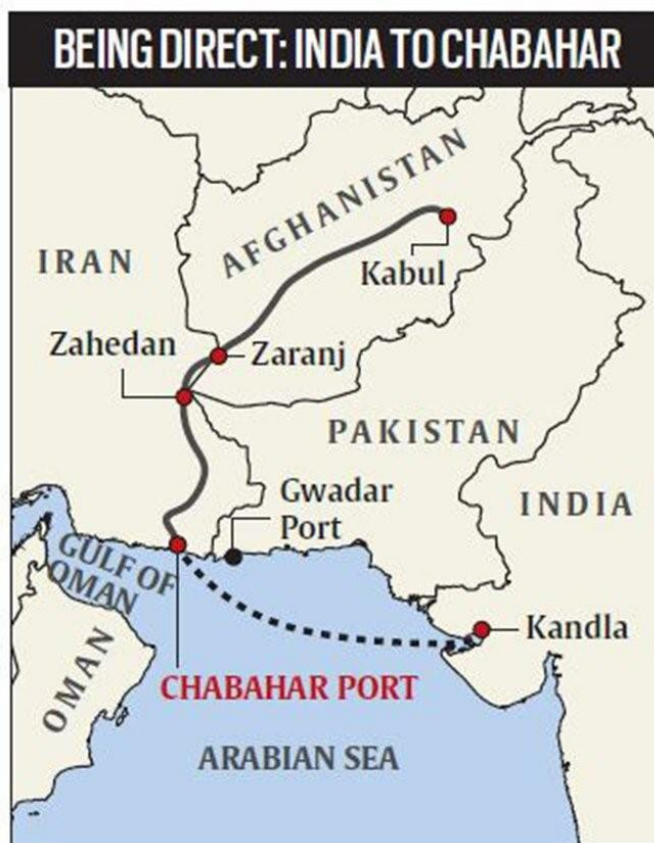 BEING DIRECT: INDIA TO CHABAHAR
AFGHANISTAN
IRAN
Kabul
Zahedan
Zaranj
PAKISTAN
Gwadar
Port
INDIA
GULF OF
OMAN
Kandla
OMAN
CHABAHAR PORT
ARABIAN SEA